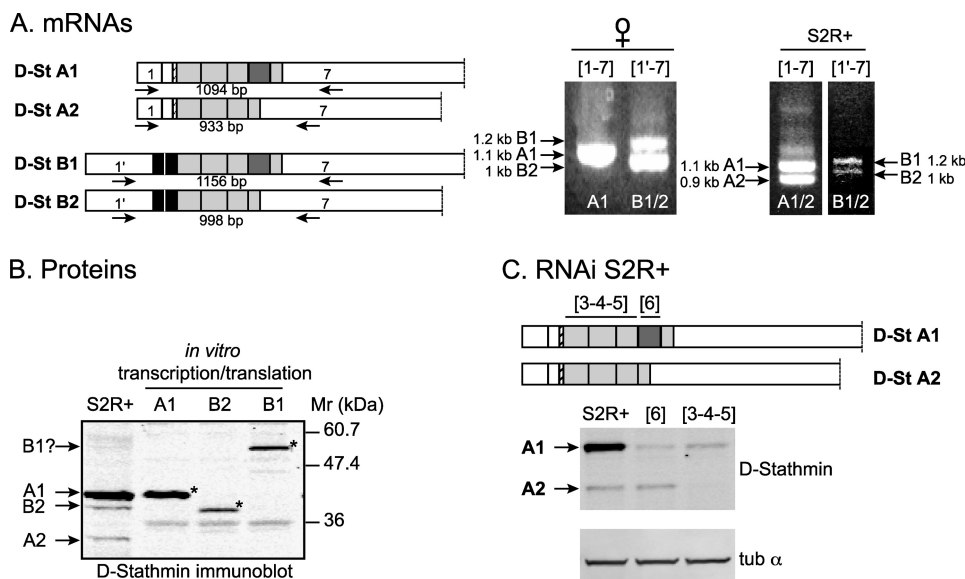 A. mRNAs
D-St A1
1
7
1094 bp
D-St A2
1
7
933 bp
D-St B1
1'
7
1156 bp
D-St B2
1'
7
998 bp
♀
[1-7] [1'-7]
1.2 kb B1
1.1 kb A1
1 kb B2
A1 B1/2
S2R+
[1-7] [1'-7]
1.1 kb A1
0.9 kb A2
B1 1.2 kb
B2 1 kb
A1/2 B1/2
B. Proteins
in vitro
transcription/translation
S2R+ A1 B2 B1 Mr (kDa)
B1?
A1
B2
A2
*
*
*
60.7
47.4
36
D-Stathmin immunoblot
C. RNAi S2R+
[3-4-5] [6]
D-St A1
D-St A2
S2R+ [6] [3-4-5]
A1
A2
D-Stathmin
tub α